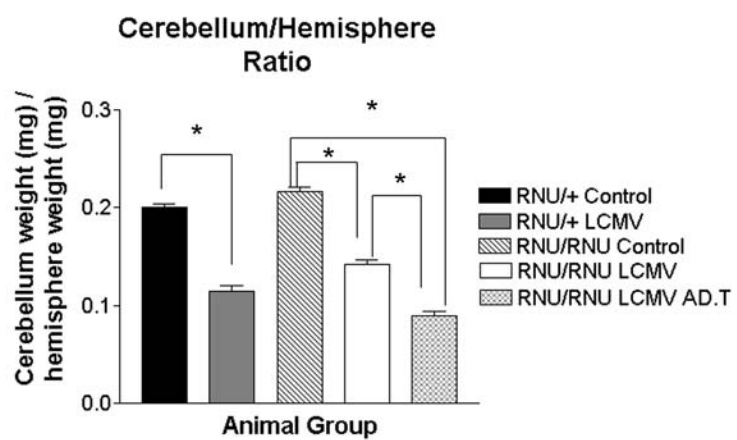 Cerebellum/Hemisphere
Ratio
Cerebellum weight (mg) /
hemisphere weight (mg)
0.3
0.2
0.1
0.0
*
*
*
*
Animal Group
RNU/+ Control
RNU/+ LCMV
RNU/RNU Control
RNU/RNU LCMV
RNU/RNU LCMV AD.T